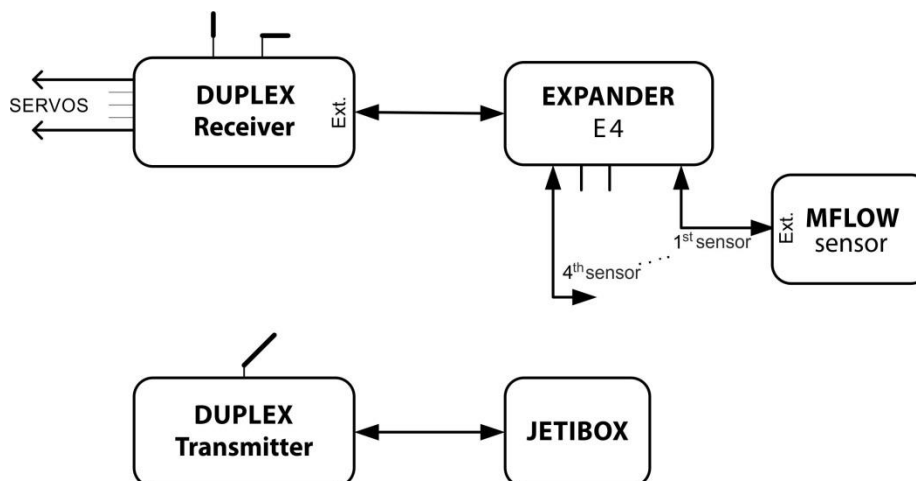 SERVOS
DUPLEX
Receiver
Ext.
EXPANDER
E4
Ext.
MFLOW
sensor
1st sensor
4th sensor
DUPLEX
Transmitter
JETIBOX